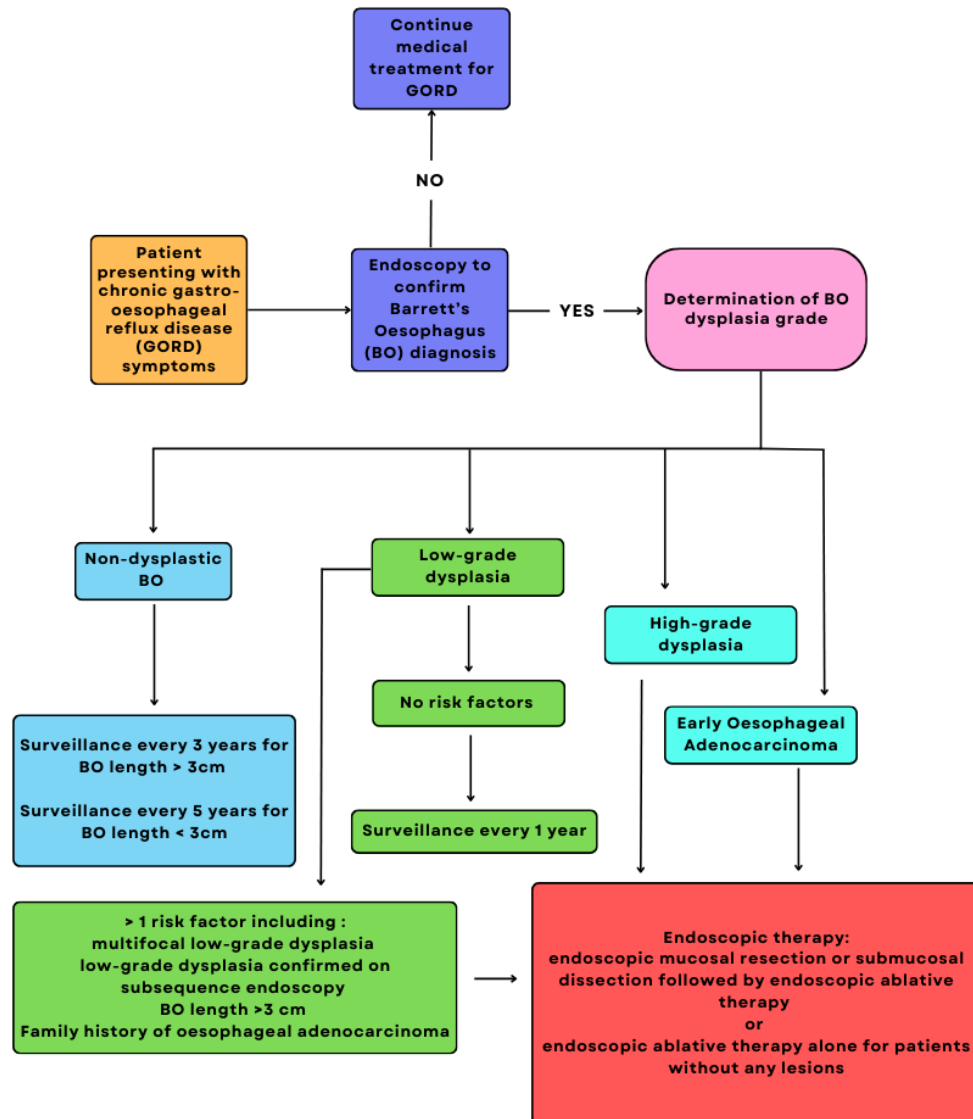 Continue
medical
treatment for
GORD
NO
Patient
presenting with
chronic gastro-
oesophageal
reflux disease
(GORD)
symptoms
Endoscopy to
confirm
Barrett’s
Oesophagus
(BO) diagnosis
YES
Determination of BO
dysplasia grade
Non-dysplastic
BO
Low-grade
dysplasia
High-grade
dysplasia
Early Oesophageal
Adenocarcinoma
No risk factors
Surveillance every 3 years for
BO length > 3cm
Surveillance every 5 years for
BO length < 3cm
Surveillance every 1 year
> 1 risk factor including :
multifocal low-grade dysplasia
low-grade dysplasia confirmed on
subsequence endoscopy
BO length >3 cm
Family history of oesophageal adenocarcinoma
Endoscopic therapy:
endoscopic mucosal resection or submucosal
dissection followed by endoscopic ablative
therapy
or
endoscopic ablative therapy alone for patients
without any lesions